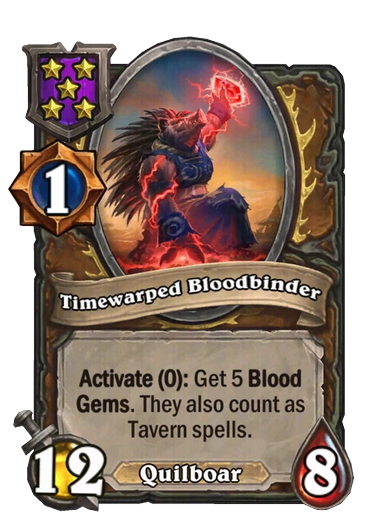 1
Timewarped Bloodbinder
Activate (0): Get 5 Blood
Gems. They also count as
Tavern spells.
12
Quilboar
8